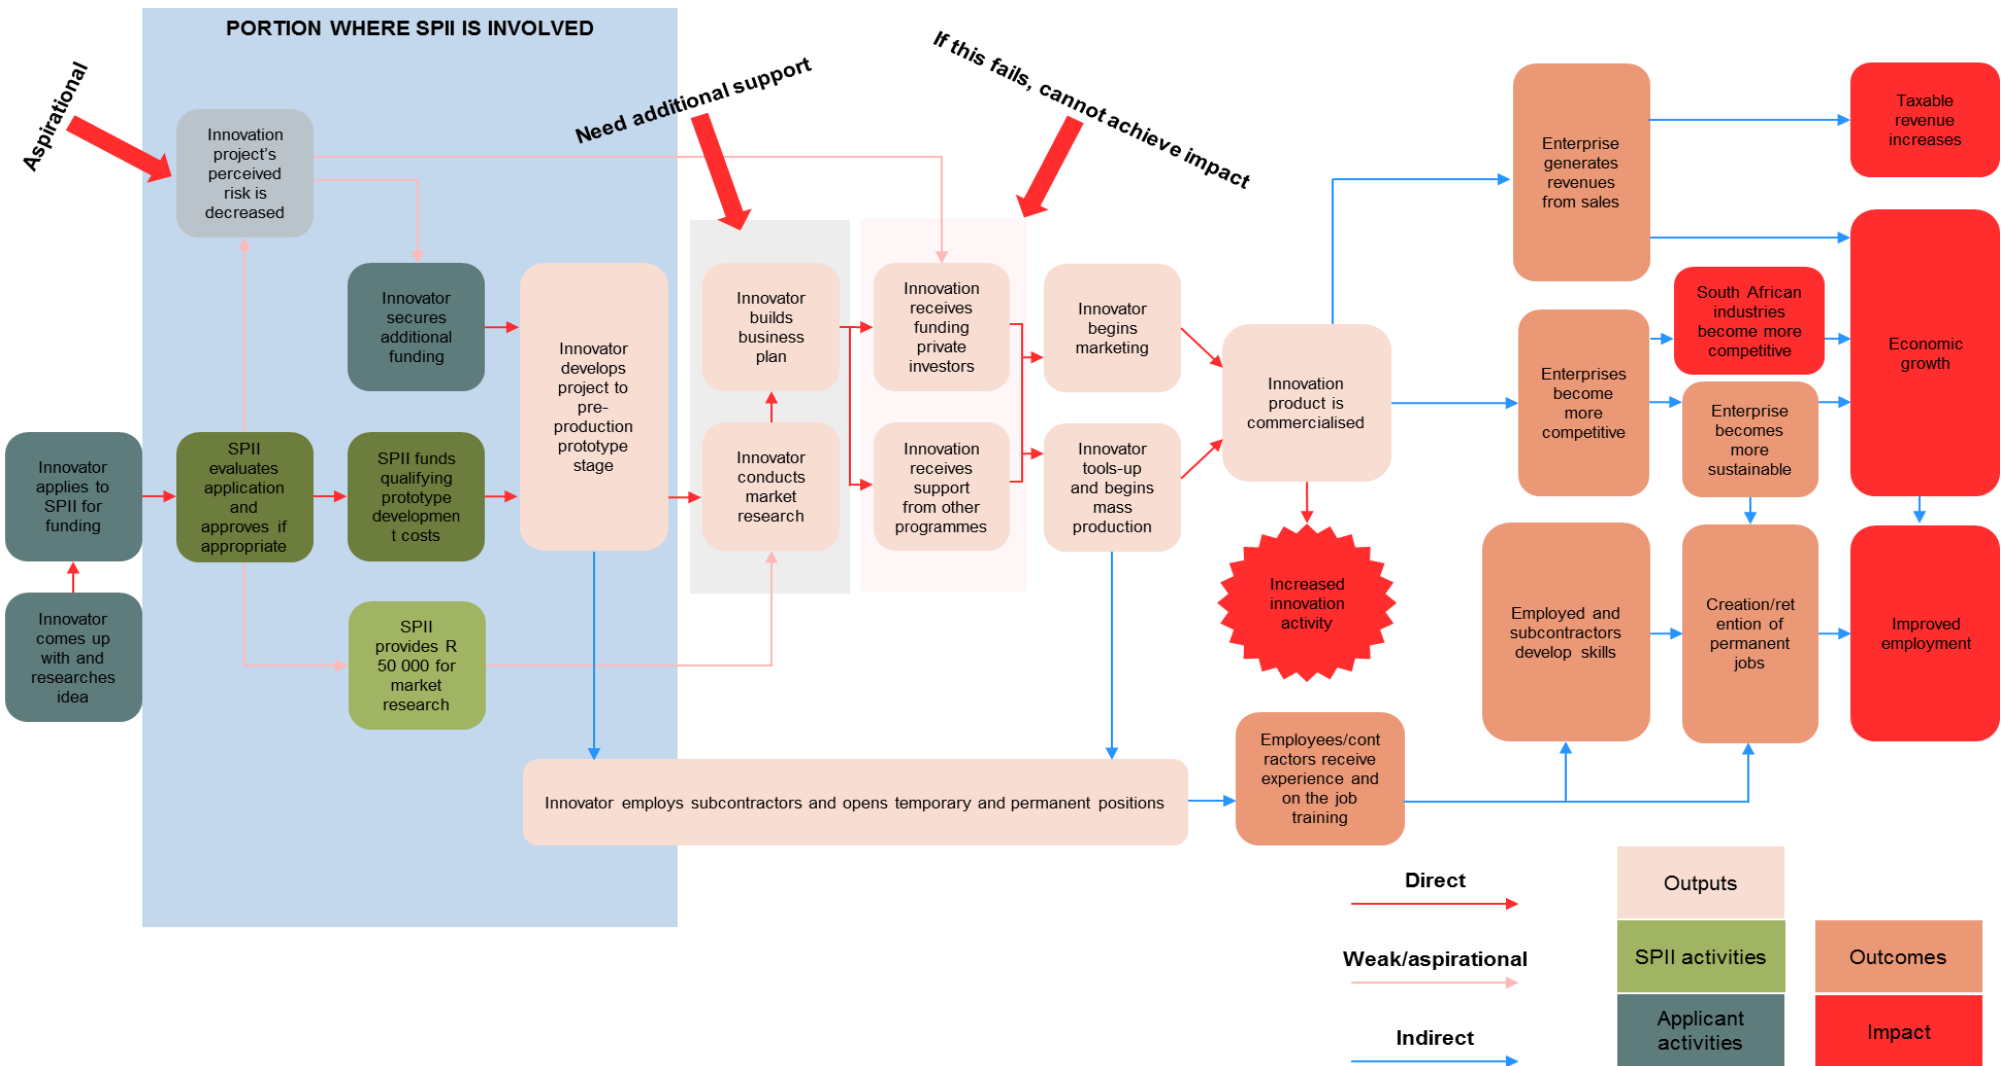 PORTION WHERE SPII IS INVOLVED
Aspirational
Need additional support
If this fails, cannot achieve impact
Innovation
project's
perceived
risk is
decreased
Innovator
secures
additional
funding
Innovator
develops
project to
pre-
production
prototype
stage
Innovator
applies to
SPII for
funding
SPII
evaluates
application
and
approves if
appropriate
SPII funds
qualifying
prototype
developmen
t costs
Innovator
comes up
with and
researches
idea
SPII
provides R
50 000 for
market
research
Innovator
builds
business
plan
Innovator
conducts
market
research
Innovation
receives
funding
private
investors
Innovation
receives
support
from other
programmes
Innovator
begins
marketing
Innovator
tools-up
and begins
mass
production
Innovation
product is
commercialised
Increased
innovation
activity
Innovator employs subcontractors and opens temporary and permanent positions
Employees/cont
ractors receive
experience and
on the job
training
Enterprise
generates
revenues
from sales
Taxable
revenue
increases
Enterprises
become
more
competitive
South African
industries
become more
competitive
Enterprise
becomes
more
sustainable
Economic
growth
Employed and
subcontractors
develop skills
Creation/ret
ention of
permanent
jobs
Improved
employment
Direct
Weak/aspirational
Indirect
Outputs
SPII activities
Applicant
activities
Outcomes
Impact